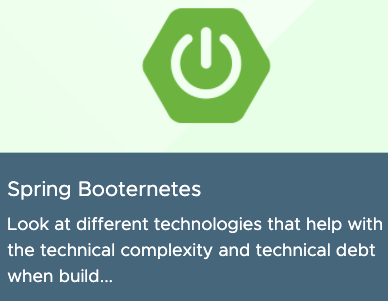 Spring Booternetes
Look at different technologies that help with
the technical complexity and technical debt
when build...